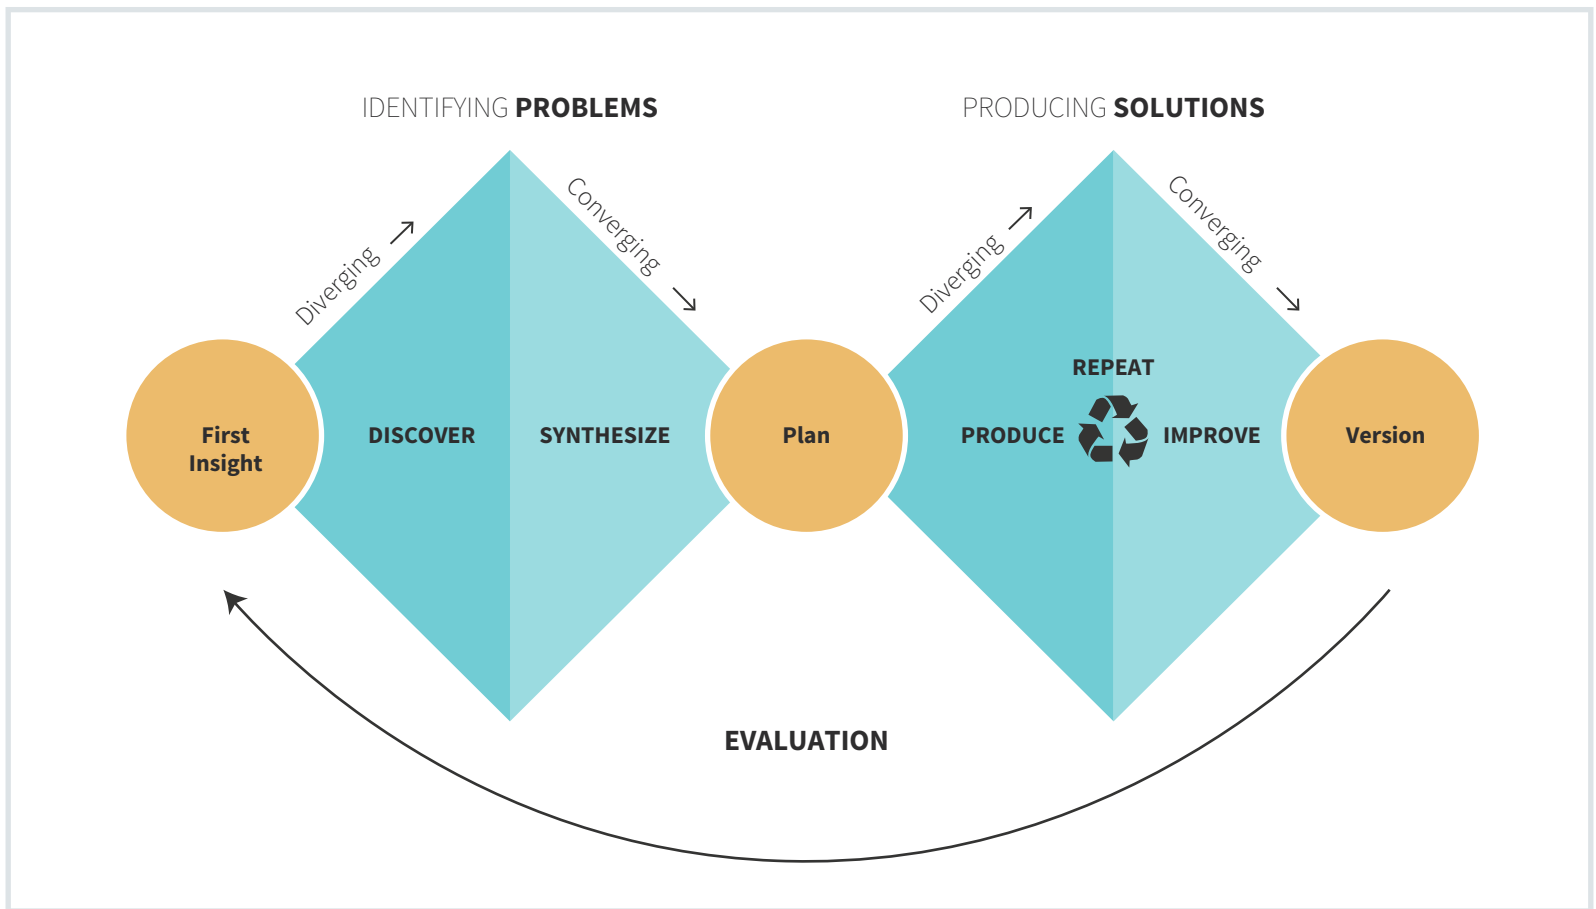 IDENTIFYING PROBLEMS
PRODUCING SOLUTIONS
Diverging
Converging
Diverging
Converging
First
Insight
DISCOVER
SYNTHESIZE
Plan
REPEAT
PRODUCE
IMPROVE
Version
EVALUATION